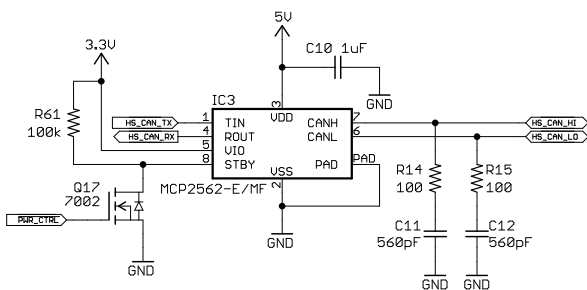 5V
3.3V
C10 1uF
IC3
GND
R61
100k
HS_CAN_TX
HS_CAN_RX
1
4
5
8
TIN
ROUT
VIO
STBY
3
VDD
VSS
2
CANH
CANL
PAD
7
6
PAD
HS_CAN_HI
HS_CAN_LO
MCP2562-E/MF
R14
100
R15
100
Q17
7002
PWR_CTRL
C11
560pF
C12
560pF
GND
GND
GND
GND